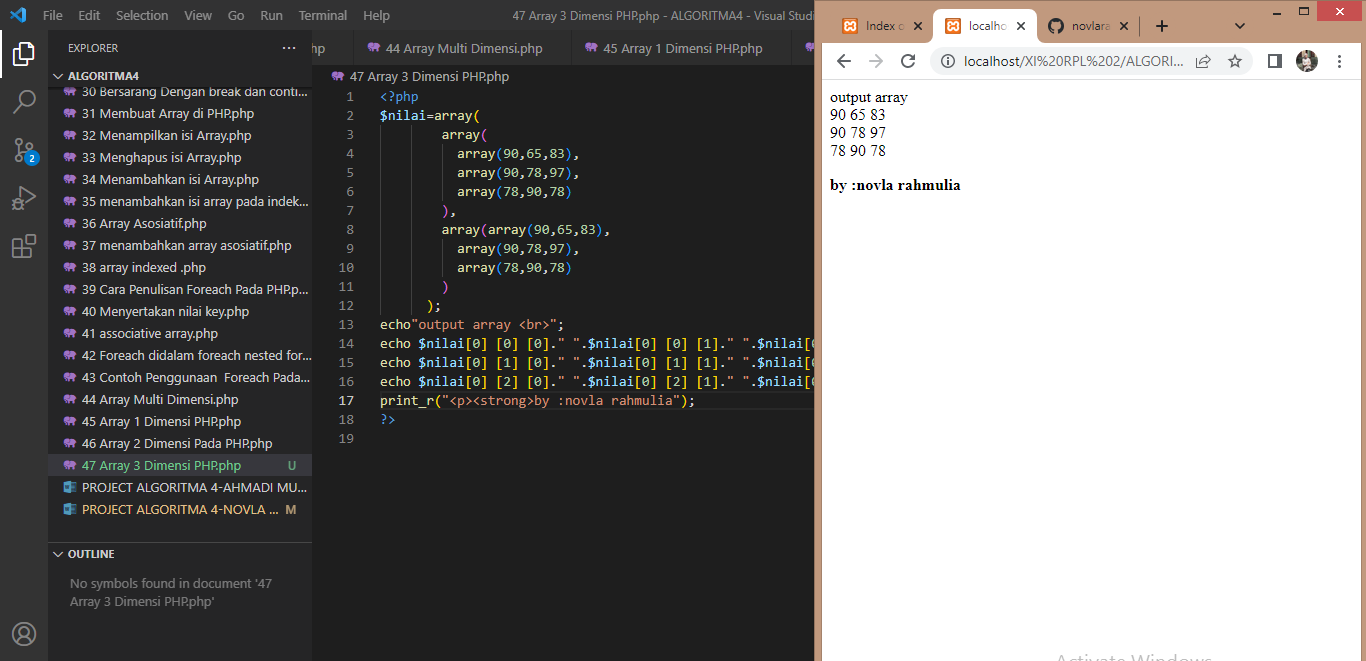 File Edit Selection View Go Run Terminal Help
47 Array 3 Dimensi PHP.php - ALGORITMA4 - Visual Studi
EXPLORER
ALGORITMA4
30 Bersarang Dengan break dan conti...
31 Membuat Array di PHP.php
32 Menampilkan isi Array.php
33 Menghapus isi Array.php
34 Menambahkan isi Array.php
35 menambahkan isi array pada indek...
36 Array Asosiatif.php
37 menambahkan array asosiatif.php
38 array indexed .php
39 Cara Penulisan Foreach Pada PHP.p...
40 Menyertakan nilai key.php
41 associative array.php
42 Foreach didalam foreach nested for...
43 Contoh Penggunaan  Foreach Pada...
44 Array Multi Dimensi.php
45 Array 1 Dimensi PHP.php
46 Array 2 Dimensi Pada PHP.php
47 Array 3 Dimensi PHP.php U
PROJECT ALGORITMA 4-AHMADI MU...
PROJECT ALGORITMA 4-NOVLA ... M
2
OUTLINE
No symbols found in document '47
Array 3 Dimensi PHP.php'
hp 44 Array Multi Dimensi.php 45 Array 1 Dimensi PHP.php
47 Array 3 Dimensi PHP.php
1 <?php
2 $nilai=array(
3 array(
4 array(90,65,83),
5 array(90,78,97),
6 array(78,90,78)
7 ),
8 array(array(90,65,83),
9 array(90,78,97),
10 array(78,90,78)
11 )
12 );
13 echo"output array <br>";
14 echo $nilai[0] [0] [0]." ".$nilai[0] [0] [1]." ".$nilai[0
15 echo $nilai[0] [1] [0]." ".$nilai[0] [1] [1]." ".$nilai[0
16 echo $nilai[0] [2] [0]." ".$nilai[0] [2] [1]." ".$nilai[0
17 print_r("<p><strong>by :novla rahmulia");
18 ?>
19
Index o localho novlara
localhost/XI%20RPL%202/ALGORI...
output array
90 65 83
90 78 97
78 90 78
by :novla rahmulia
Activate Windows